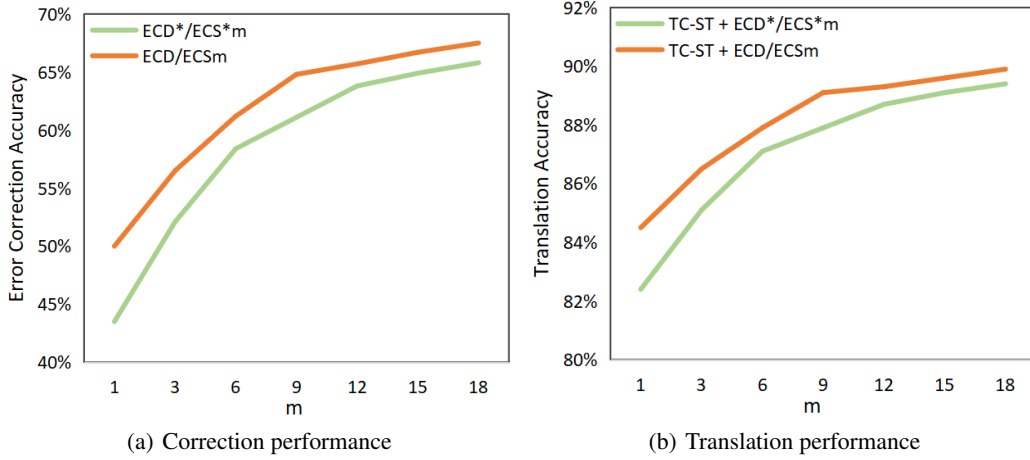 70%
65%
60%
55%
50%
45%
40%
Error Correction Accuracy
ECD*/ECS*m
ECD/ECSm
1 3 6 9 12 15 18
m
(a) Correction performance
92%
90%
88%
86%
84%
82%
80%
Translation Accuracy
TC-ST + ECD*/ECS*m
TC-ST + ECD/ECSm
1 3 6 9 12 15 18
m
(b) Translation performance